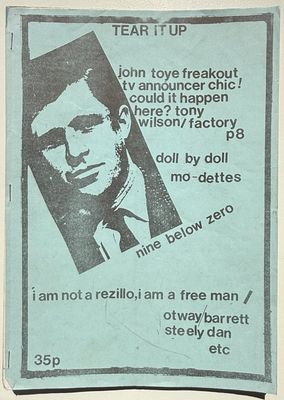 TEAR IT UP
john toye freakout
tv announcer chic!
could it happen
here? tony
wilson/factory
p8
doll by doll
mo-dettes
nine below zero
i am not a rezillo,i am a free man /
otway barrett
steely dan
etc
35p